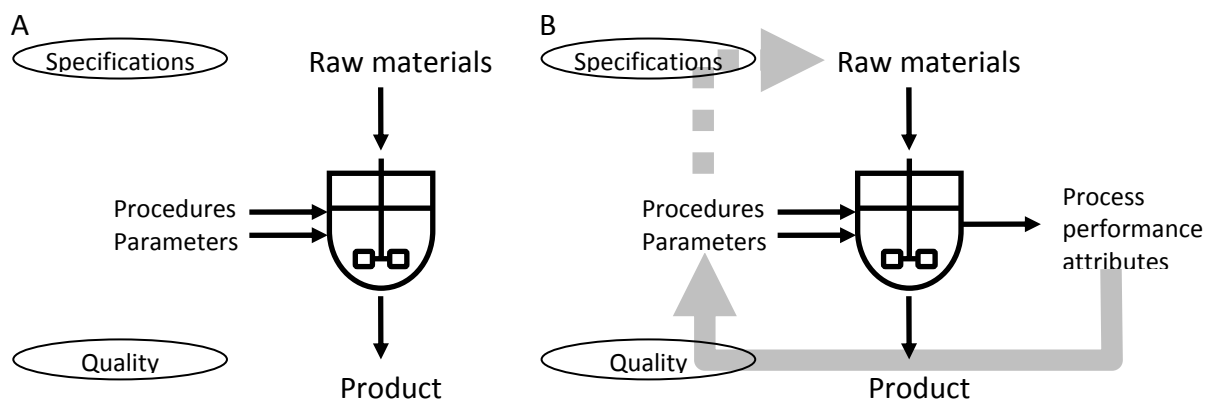 A
Specifications
Raw materials
Procedures
Parameters
Quality
Product
B
Specifications
Raw materials
Procedures
Parameters
Process
performance
attributes
Quality
Product